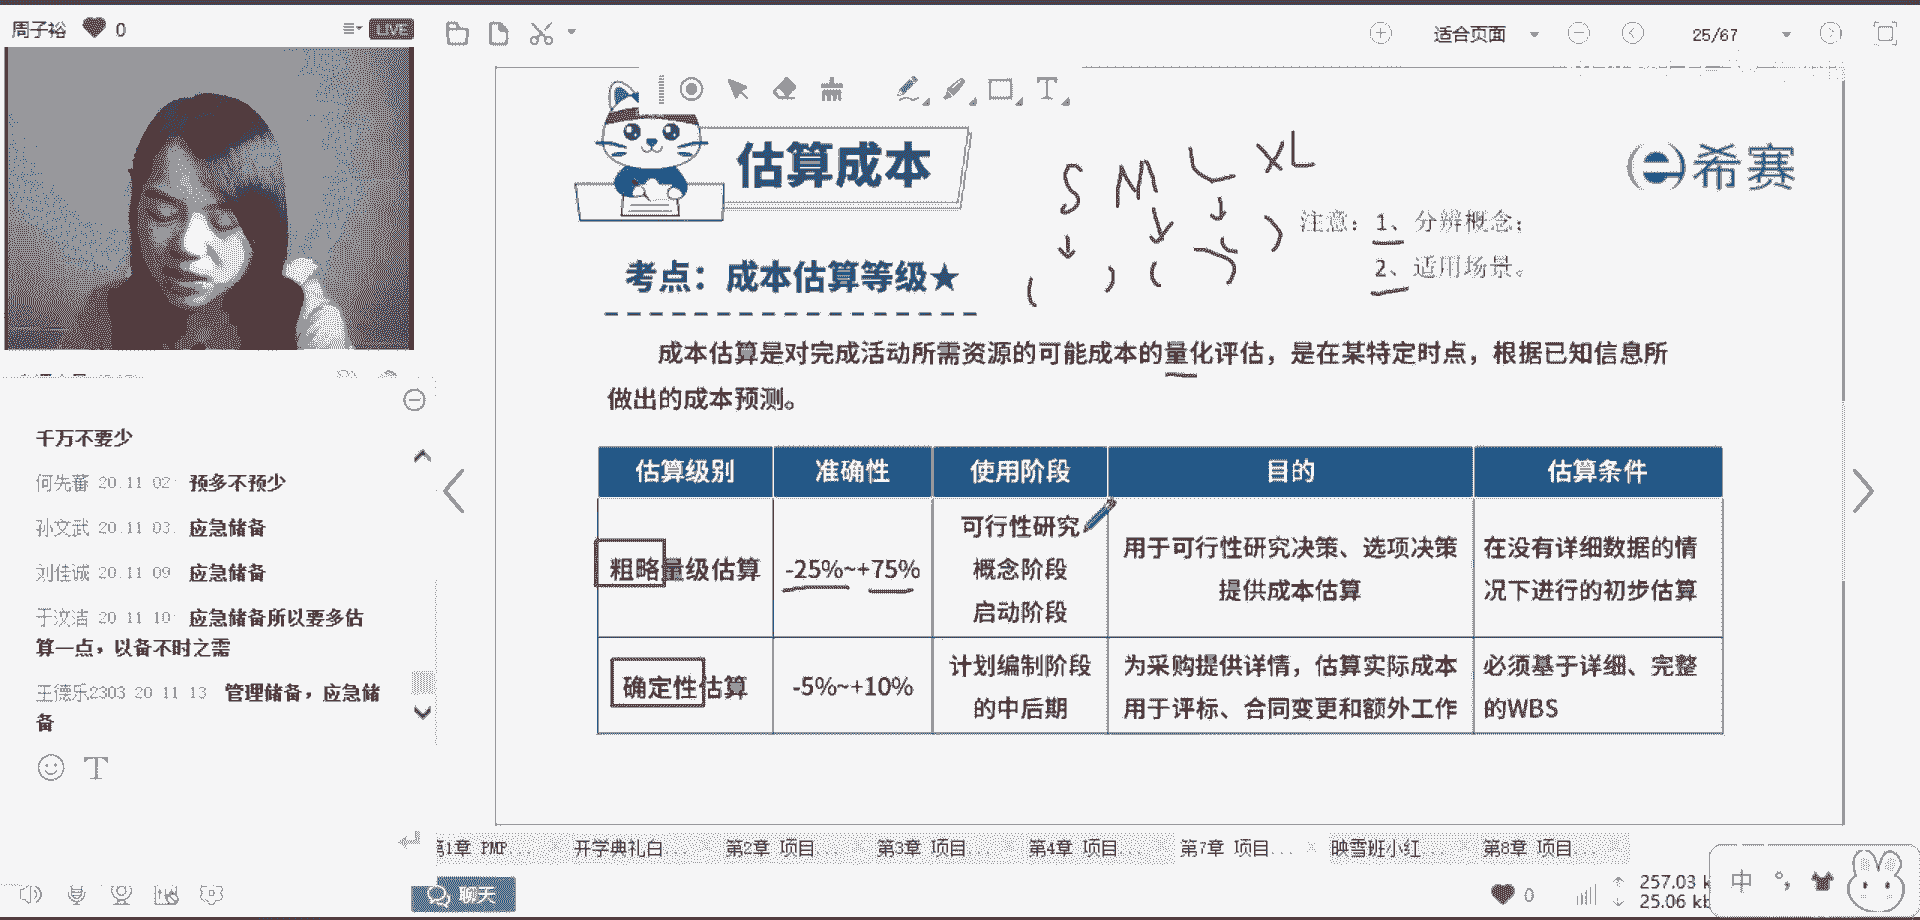 周子裕 0
LIVE
适合页面
25/67
估算成本
S M L XL
希赛
注意：1、分辨概念；
2、适用场景。
考点：成本估算等级★
成本估算是对完成活动所需资源的可能成本的量化评估，是在某特定时点，根据已知信息所
做出的成本预测。
估算级别 准确性 使用阶段 目的 估算条件
粗略量级估算 -25%~+75%
可行性研究
概念阶段
启动阶段
用于可行性研究决策、选项决策
提供成本估算
在没有详细数据的情
况下进行的初步估算
确定性估算 -5%~+10%
计划编制阶段
的中后期
为采购提供详情，估算实际成本
用于评标、合同变更和额外工作
必须基于详细、完整
的WBS
千万不要少
何先蕃 20:11:02 预多不预少
孙文武 20:11:03 应急储备
刘佳诚 20:11:09 应急储备
于汶洁 20:11:10 应急储备所以要多估
算一点，以备不时之需
王德乐2303 20:11:13 管理储备，应急储
备
T
第1章 PMP... 开学典礼白... 第2章 项目... 第3章 项目... 第4章 项目... 第7章 项目... 映雪班小红... 第8章 项目...
聊天
0
257.03 k
25.06 kb
中